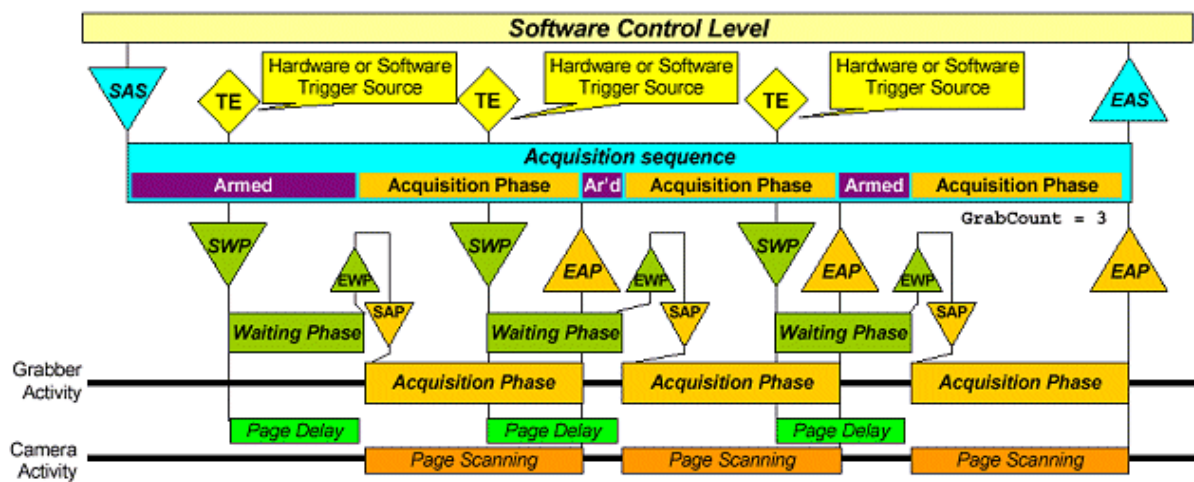 Software Control Level
SAS
TE
Hardware or Software
Trigger Source
TE
Hardware or Software
Trigger Source
TE
Hardware or Software
Trigger Source
EAS
Acquisition sequence
Armed
Acquisition Phase
Ar'd
Acquisition Phase
Armed
Acquisition Phase
GrabCount = 3
SWP
EWP
SAP
SWP
EAP
EWP
SAP
SWP
EAP
EWP
SAP
EAP
Waiting Phase
Waiting Phase
Waiting Phase
Grabber
Activity
Acquisition Phase
Acquisition Phase
Acquisition Phase
Page Delay
Page Delay
Page Delay
Camera
Activity
Page Scanning
Page Scanning
Page Scanning